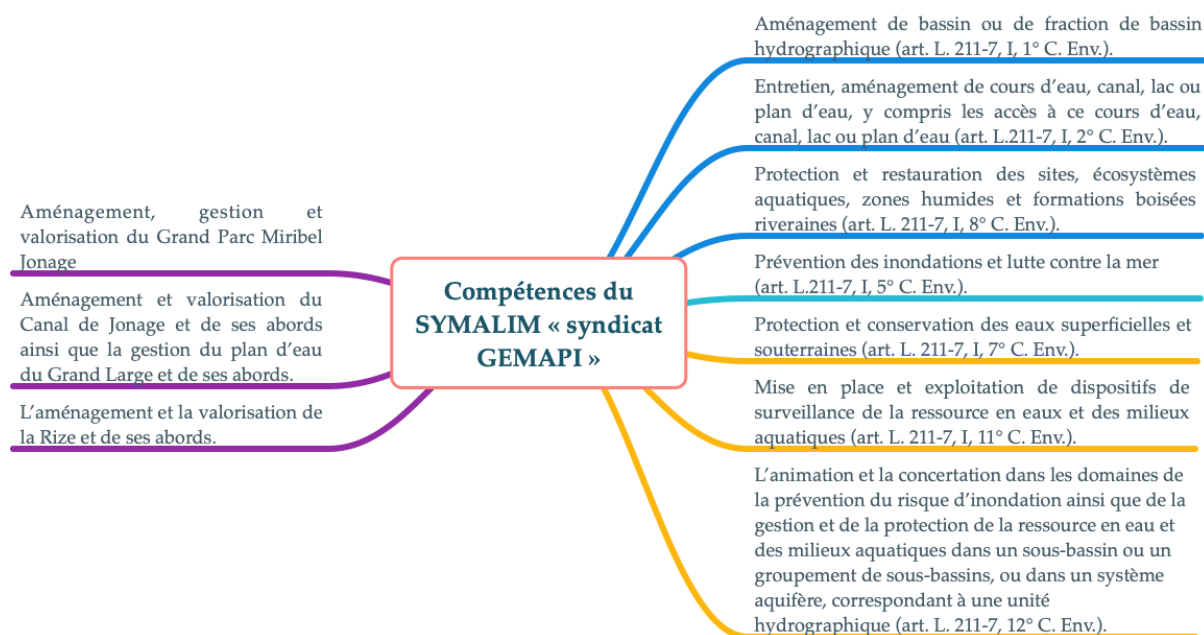 Aménagement, gestion et
valorisation du Grand Parc Miribel
Jonage
Aménagement et valorisation du
Canal de Jonage et de ses abords
ainsi que la gestion du plan d’eau
du Grand Large et de ses abords.
L’aménagement et la valorisation de
la Rize et de ses abords.
Compétences du
SYMALIM « syndicat
GEMAPI »
Aménagement de bassin ou de fraction de bassin
hydrographique (art. L. 211-7, I, 1° C. Env.).
Entretien, aménagement de cours d’eau, canal, lac ou
plan d’eau, y compris les accès à ce cours d’eau,
canal, lac ou plan d’eau (art. L.211-7, I, 2° C. Env.).
Protection et restauration des sites, écosystèmes
aquatiques, zones humides et formations boisées
riveraines (art. L. 211-7, I, 8° C. Env.).
Prévention des inondations et lutte contre la mer
(art. L.211-7, I, 5° C. Env.).
Protection et conservation des eaux superficielles et
souterraines (art. L. 211-7, I, 7° C. Env.).
Mise en place et exploitation de dispositifs de
surveillance de la ressource en eaux et des milieux
aquatiques (art. L. 211-7, I, 11° C. Env.).
L’animation et la concertation dans les domaines de
la prévention du risque d’inondation ainsi que de la
gestion et de la protection de la ressource en eau et
des milieux aquatiques dans un sous-bassin ou un
groupement de sous-bassins, ou dans un système
aquifère, correspondant à une unité
hydrographique (art. L. 211-7, 12° C. Env.).